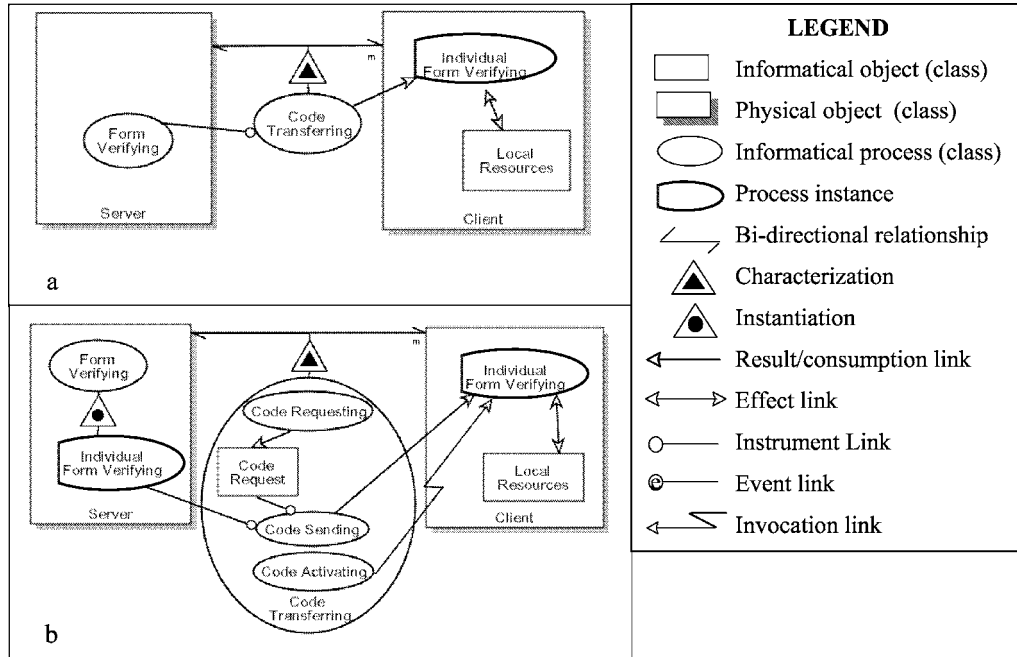 Individual
Form Verifying
m
Code
Transferring
Form
Verifying
Local
Resources
Server
Client
a
Form
Verifying
m
Individual
Form Verifying
Code Requesting
Individual
Form Verifying
Code
Request
Local
Resources
Server
Code Sending
Client
Code Activating
Code
Transferring
b
LEGEND
Informatical object (class)
Physical object (class)
Informatical process (class)
Process instance
Bi-directional relationship
Characterization
Instantiation
Result/consumption link
Effect link
Instrument Link
e Event link
Invocation link